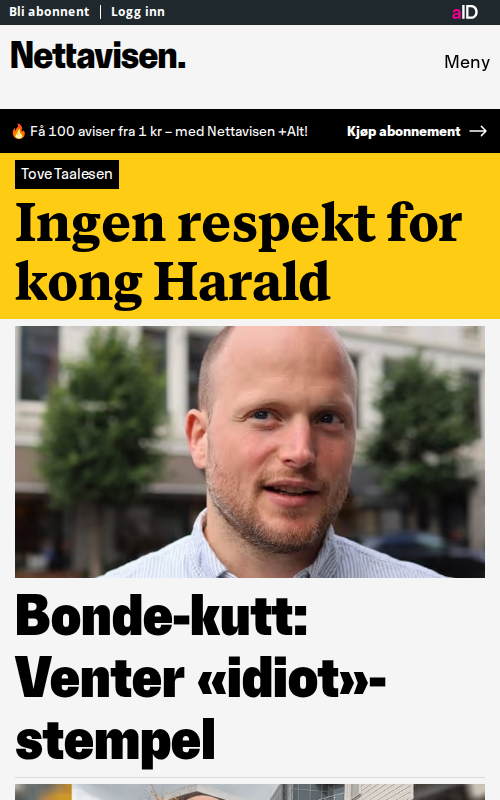 Bli abonnent | Logg inn
aID
Nettavisen.
Meny
🔥 Få 100 aviser fra 1 kr – med Nettavisen +Alt! Kjøp abonnement →
Tove Taalesen
Ingen respekt for
kong Harald
Bonde-kutt:
Venter «idiot»-
stempel